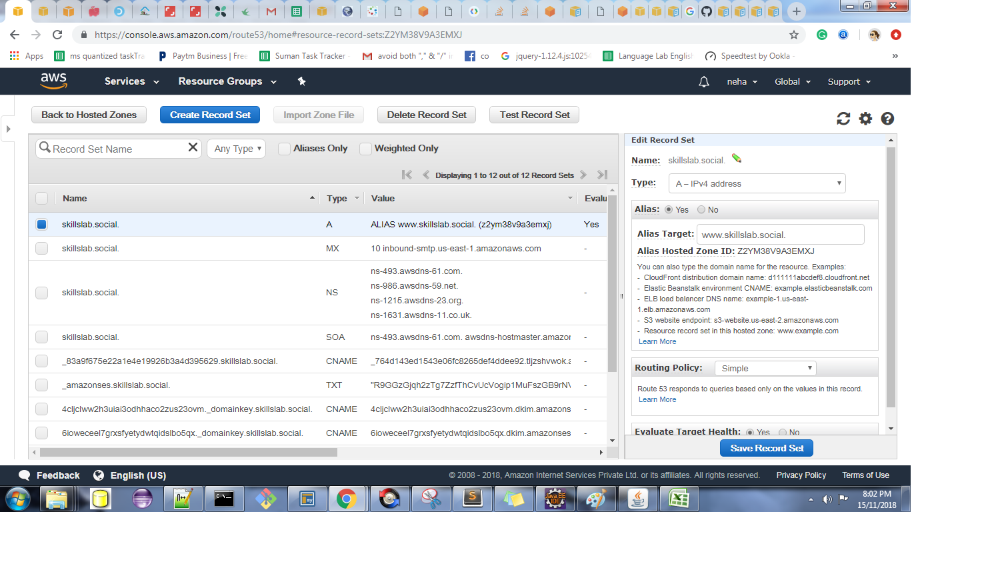 https://console.aws.amazon.com/route53/home#resource-record-sets:Z2YM38V9A3EMXJ
Apps
ms quantized taskTra
Paytm Business | Free
Suman Task Tracker -
avoid both "," & "/" in
co
jquery-1.12.4.js:10254
Language Lab English
Speedtest by Ookla -
»
aws
Services
Resource Groups
neha
Global
Support
Back to Hosted Zones
Create Record Set
Import Zone File
Delete Record Set
Test Record Set
Record Set Name
Any Type
Aliases Only
Weighted Only
Displaying 1 to 12 out of 12 Record Sets
Name Type Value Evalu
skillslab.social. A ALIAS www.skillslab.social. (z2ym38v9a3emxj) Yes
skillslab.social. MX 10 inbound-smtp.us-east-1.amazonaws.com -
ns-493.awsdns-61.com.
ns-986.awsdns-59.net.
skillslab.social. NS -
ns-1215.awsdns-23.org.
ns-1631.awsdns-11.co.uk.
skillslab.social. SOA ns-493.awsdns-61.com. awsdns-hostmaster.amazor -
_83a9f675e22a1e4e19926b3a4d395629.skillslab.social. CNAME _764d143ed1543e06fc8265def4ddee92.tljzshvwok.a -
_amazonses.skillslab.social. TXT "R9GGzGjqh2zTg7ZzfThCvUcVogip1MuFszGB9rN\ -
4cljclww2h3uiai3odhhaco2zus23ovm._domainkey.skillslab.social. CNAME 4cljclww2h3uiai3odhhaco2zus23ovm.dkim.amazons -
6ioweceel7grxsfyetydwtqidslbo5qx._domainkey.skillslab.social. CNAME 6ioweceel7grxsfyetydwtqidslbo5qx.dkim.amazonses -
Edit Record Set
Name: skillslab.social.
Type: A – IPv4 address
Alias: Yes No
Alias Target: www.skillslab.social.
Alias Hosted Zone ID: Z2YM38V9A3EMXJ
You can also type the domain name for the resource. Examples:
- CloudFront distribution domain name: d111111abcdef8.cloudfront.net
- Elastic Beanstalk environment CNAME: example.elasticbeanstalk.com
- ELB load balancer DNS name: example-1.us-east-
1.elb.amazonaws.com
- S3 website endpoint: s3-website.us-east-2.amazonaws.com
- Resource record set in this hosted zone: www.example.com
Learn More
Routing Policy: Simple
Route 53 responds to queries based only on the values in this record.
Learn More
Evaluate Target Health: Yes No
Save Record Set
Feedback
English (US)
© 2008 - 2018, Amazon Internet Services Private Ltd. or its affiliates. All rights reserved.
Privacy Policy
Terms of Use
8:02 PM
15/11/2018